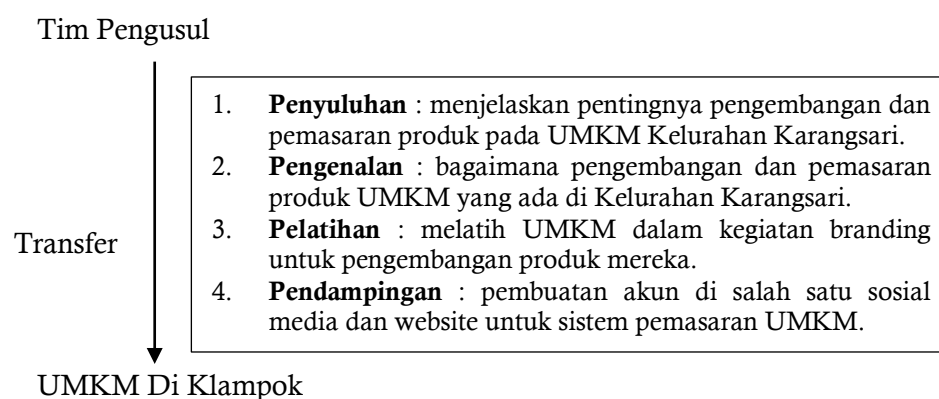 Tim Pengusul
1. Penyuluhan : menjelaskan pentingnya pengembangan dan
pemasaran produk pada UMKM Kelurahan Karangsari.
2. Pengenalan : bagaimana pengembangan dan pemasaran
produk UMKM yang ada di Kelurahan Karangsari.
3. Pelatihan : melatih UMKM dalam kegiatan branding
untuk pengembangan produk mereka.
4. Pendampingan : pembuatan akun di salah satu sosial
media dan website untuk sistem pemasaran UMKM.
Transfer
UMKM Di Klampok